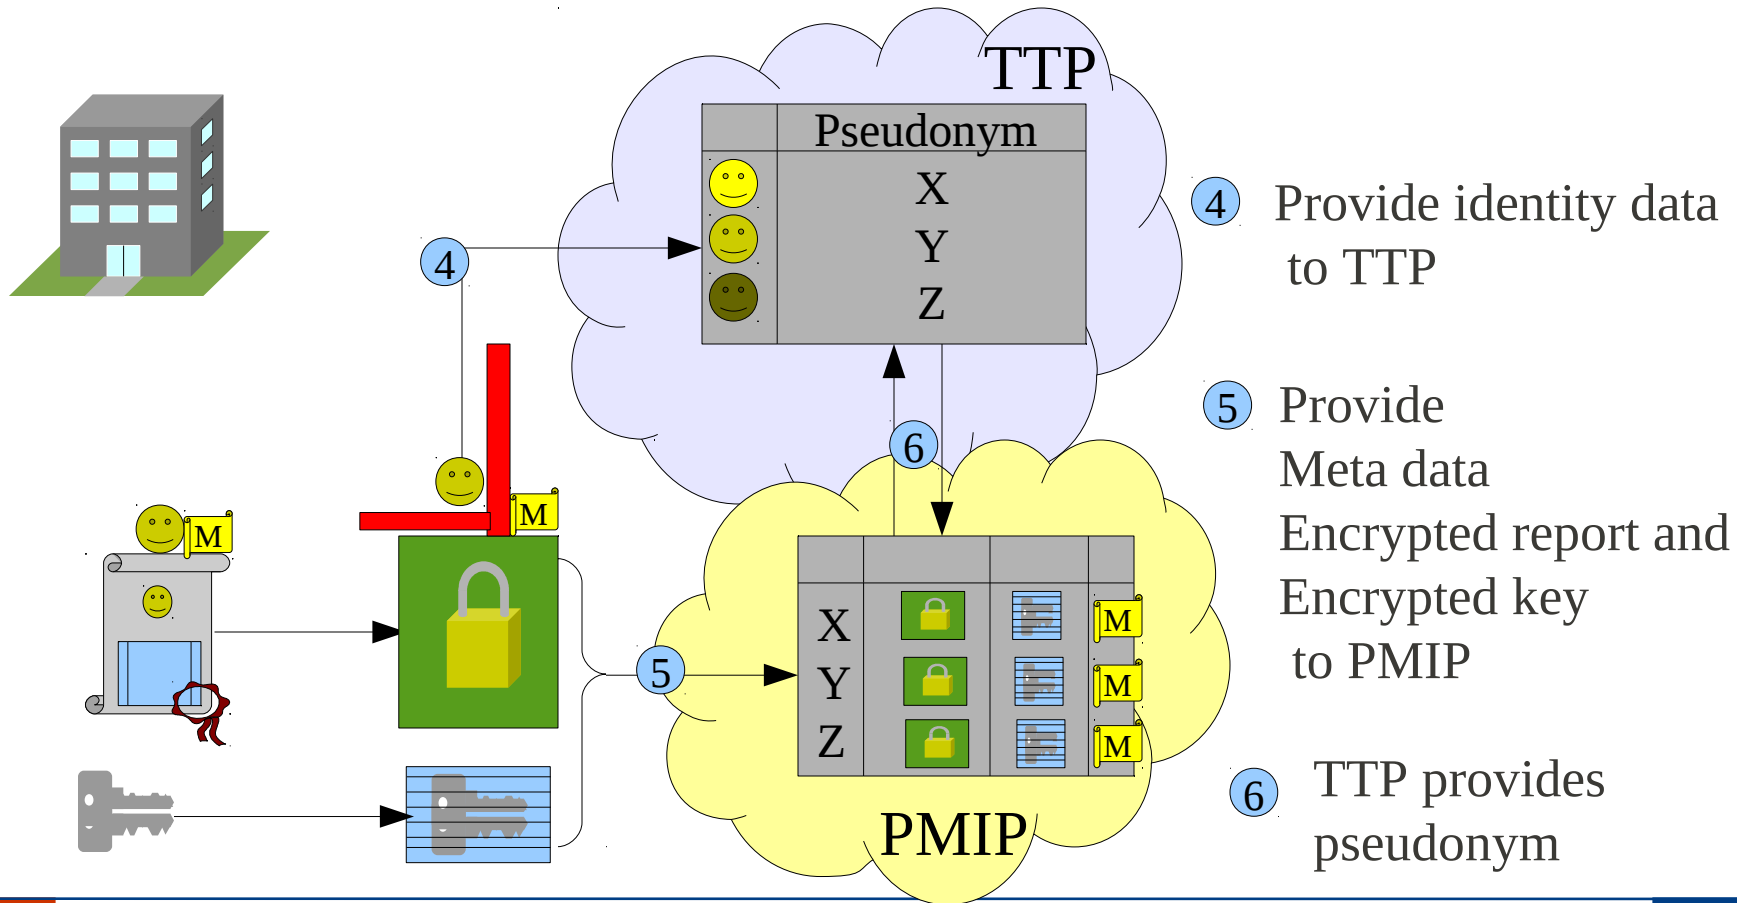 TTP
Pseudonym
X
Y
Z
4
6
M
M
5
X
Y
Z
M
M
M
PMIP
4 Provide identity data
to TTP
5 Provide
Meta data
Encrypted report and
Encrypted key
to PMIP
6 TTP provides
pseudonym